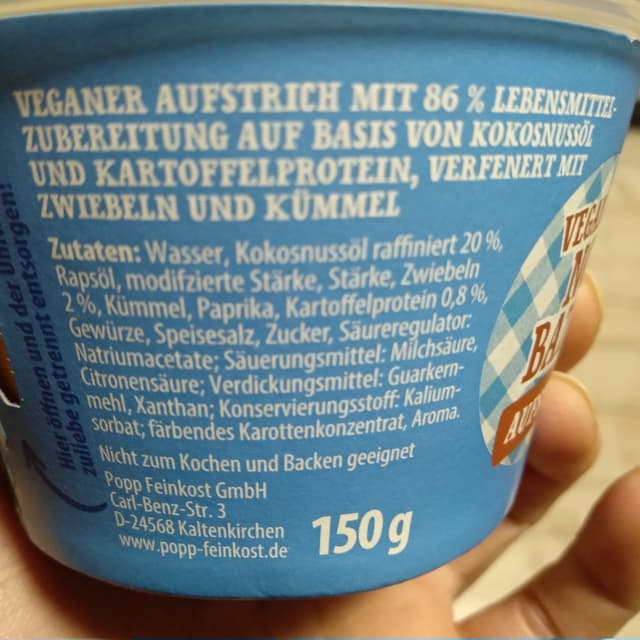 VEGANER AUFSTRICH MIT 86 % LEBENSMITTEL-
ZUBEREITUNG AUF BASIS VON KOKOSNUSSÖL
UND KARTOFFELPROTEIN, VERFENERT MIT
ZWIEBELN UND KÜMMEL
Zutaten: Wasser, Kokosnussöl raffiniert 20 %,
Rapsöl, modifzierte Stärke, Stärke, Zwiebeln
2 %, Kümmel, Paprika, Kartoffelprotein 0,8 %,
Gewürze, Speisesalz, Zucker, Säureregulator:
Natriumacetate; Säuerungsmittel: Milchsäure,
Citronensäure; Verdickungsmittel: Guarkern-
mehl, Xanthan; Konservierungsstoff: Kalium-
sorbat; färbendes Karottenkonzentrat, Aroma.
Nicht zum Kochen und Backen geeignet
Popp Feinkost GmbH
Carl-Benz-Str. 3
D-24568 Kaltenkirchen
www.popp-feinkost.de
150 g
Hier öffnen und der
zuliebe getrennt entsorgen!